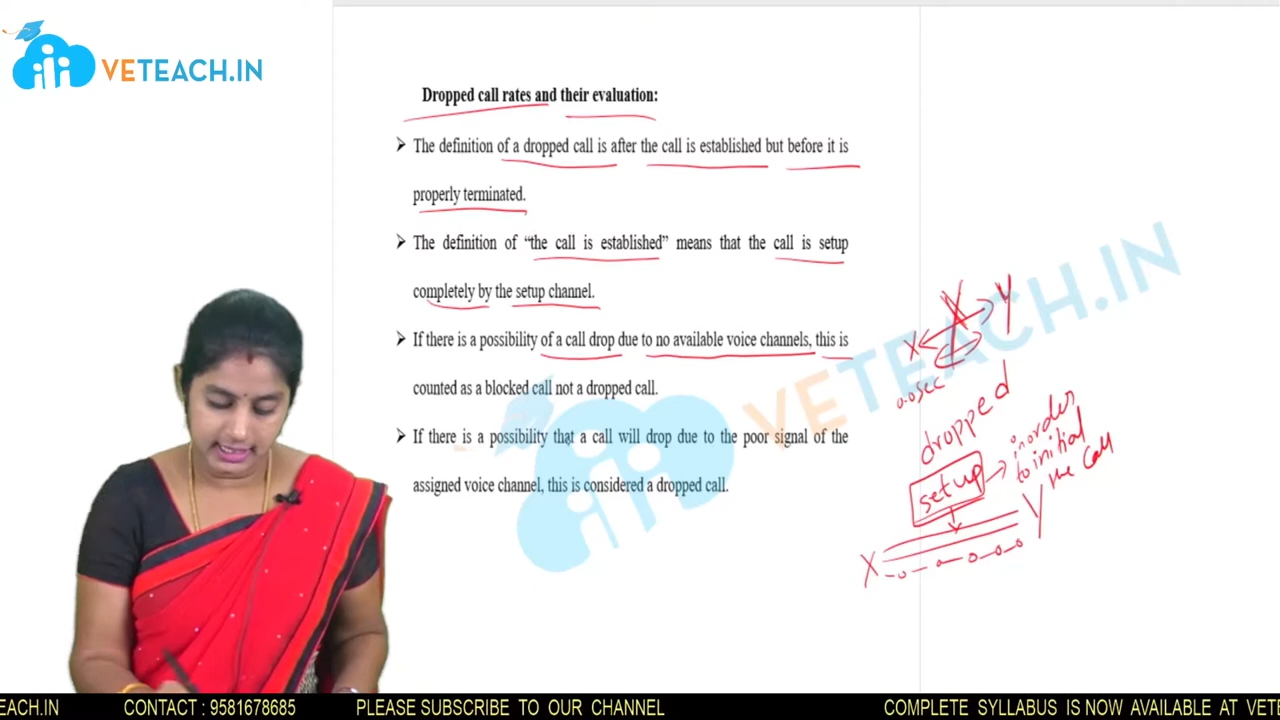 VETEACH.IN
Dropped call rates and their evaluation:
➢ The definition of a dropped call is after the call is established but before it is
properly terminated.
➢ The definition of “the call is established” means that the call is setup
completely by the setup channel.
➢ If there is a possibility of a call drop due to no available voice channels, this is
counted as a blocked call not a dropped call.
➢ If there is a possibility that a call will drop due to the poor signal of the
assigned voice channel, this is considered a dropped call.
VETEACH.IN
X Y
dropped
setup
in order
to initial
the call
X Y
EACH.IN CONTACT : 9581678685 PLEASE SUBSCRIBE TO OUR CHANNEL COMPLETE SYLLABUS IS NOW AVAILABLE AT VETE